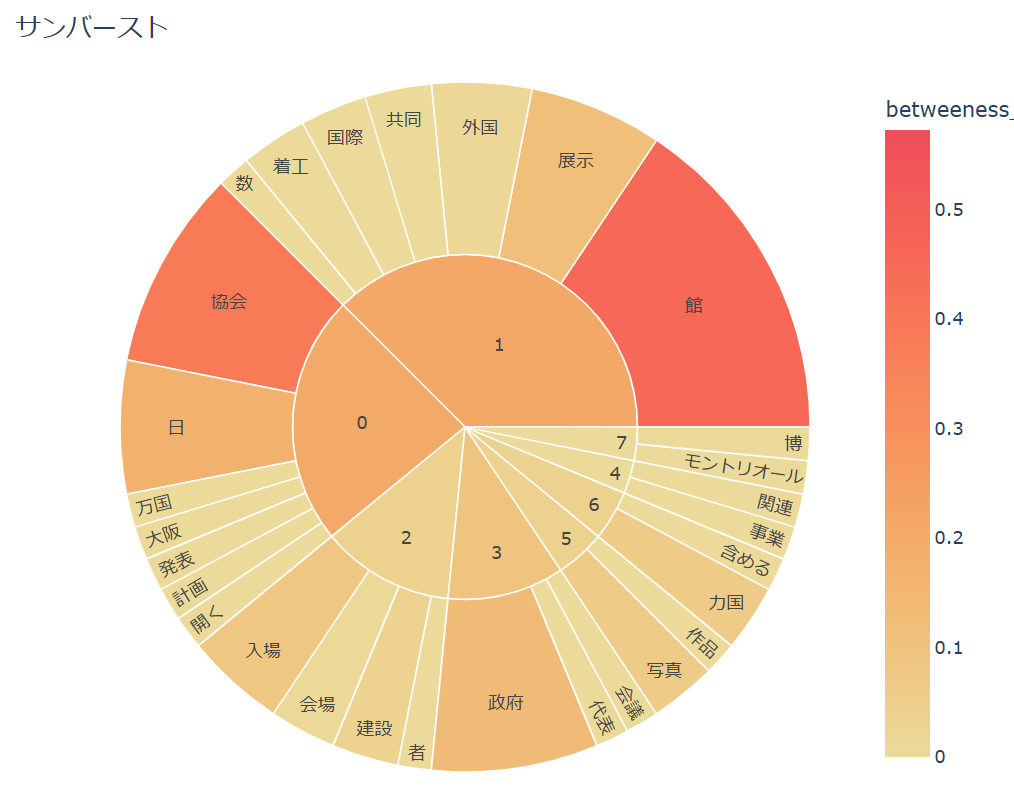 サンバースト
betweeness_
0.5
0.4
0.3
0.2
0.1
0
1
館
展示
外国
共同
国際
着工
数
0
協会
日
万国
大阪
発表
計画
開く
2
入場
会場
建設
者
3
政府
代表
会議
5
写真
作品
6
力国
含める
4
事業
関連
7
モントリオール
博